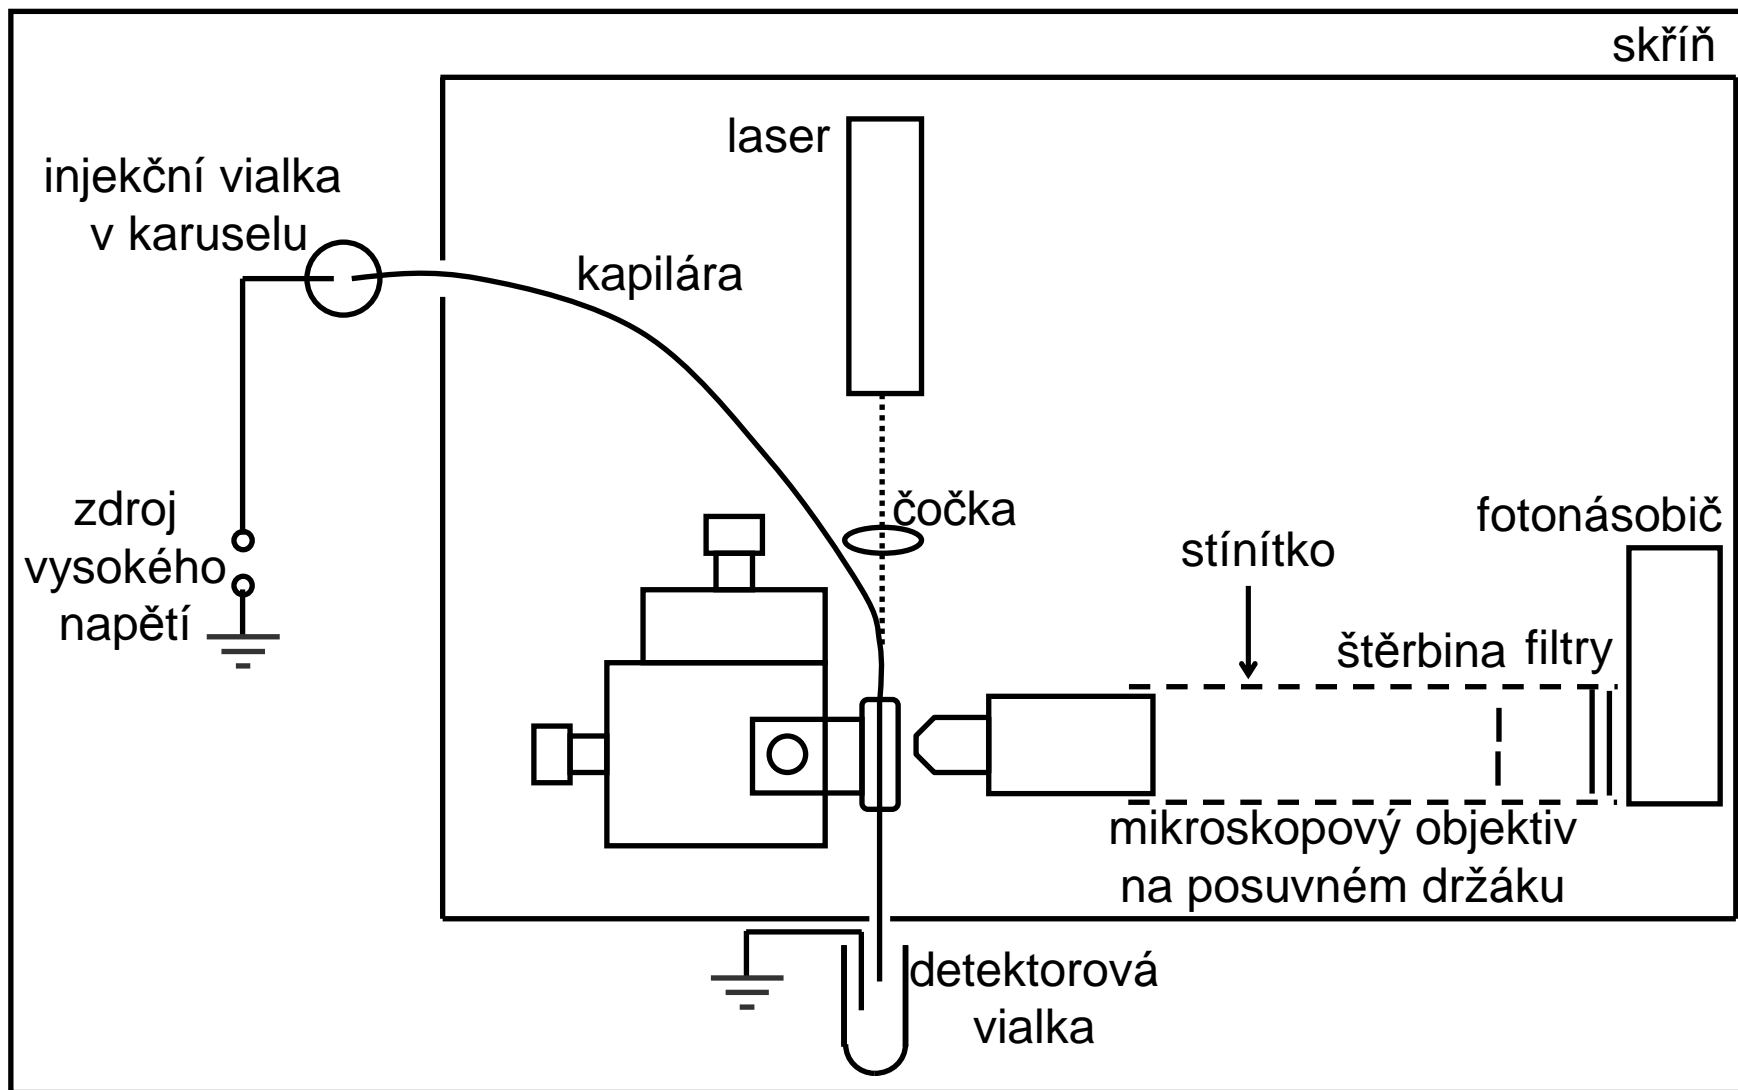 skříň
laser
injekční vialka
v karuselu
kapilára
zdroj
vysokého
napětí
čočka
fotonásobič
stínítko
štěrbina
filtry
mikroskopový objektiv
na posuvném držáku
detektorová
vialka